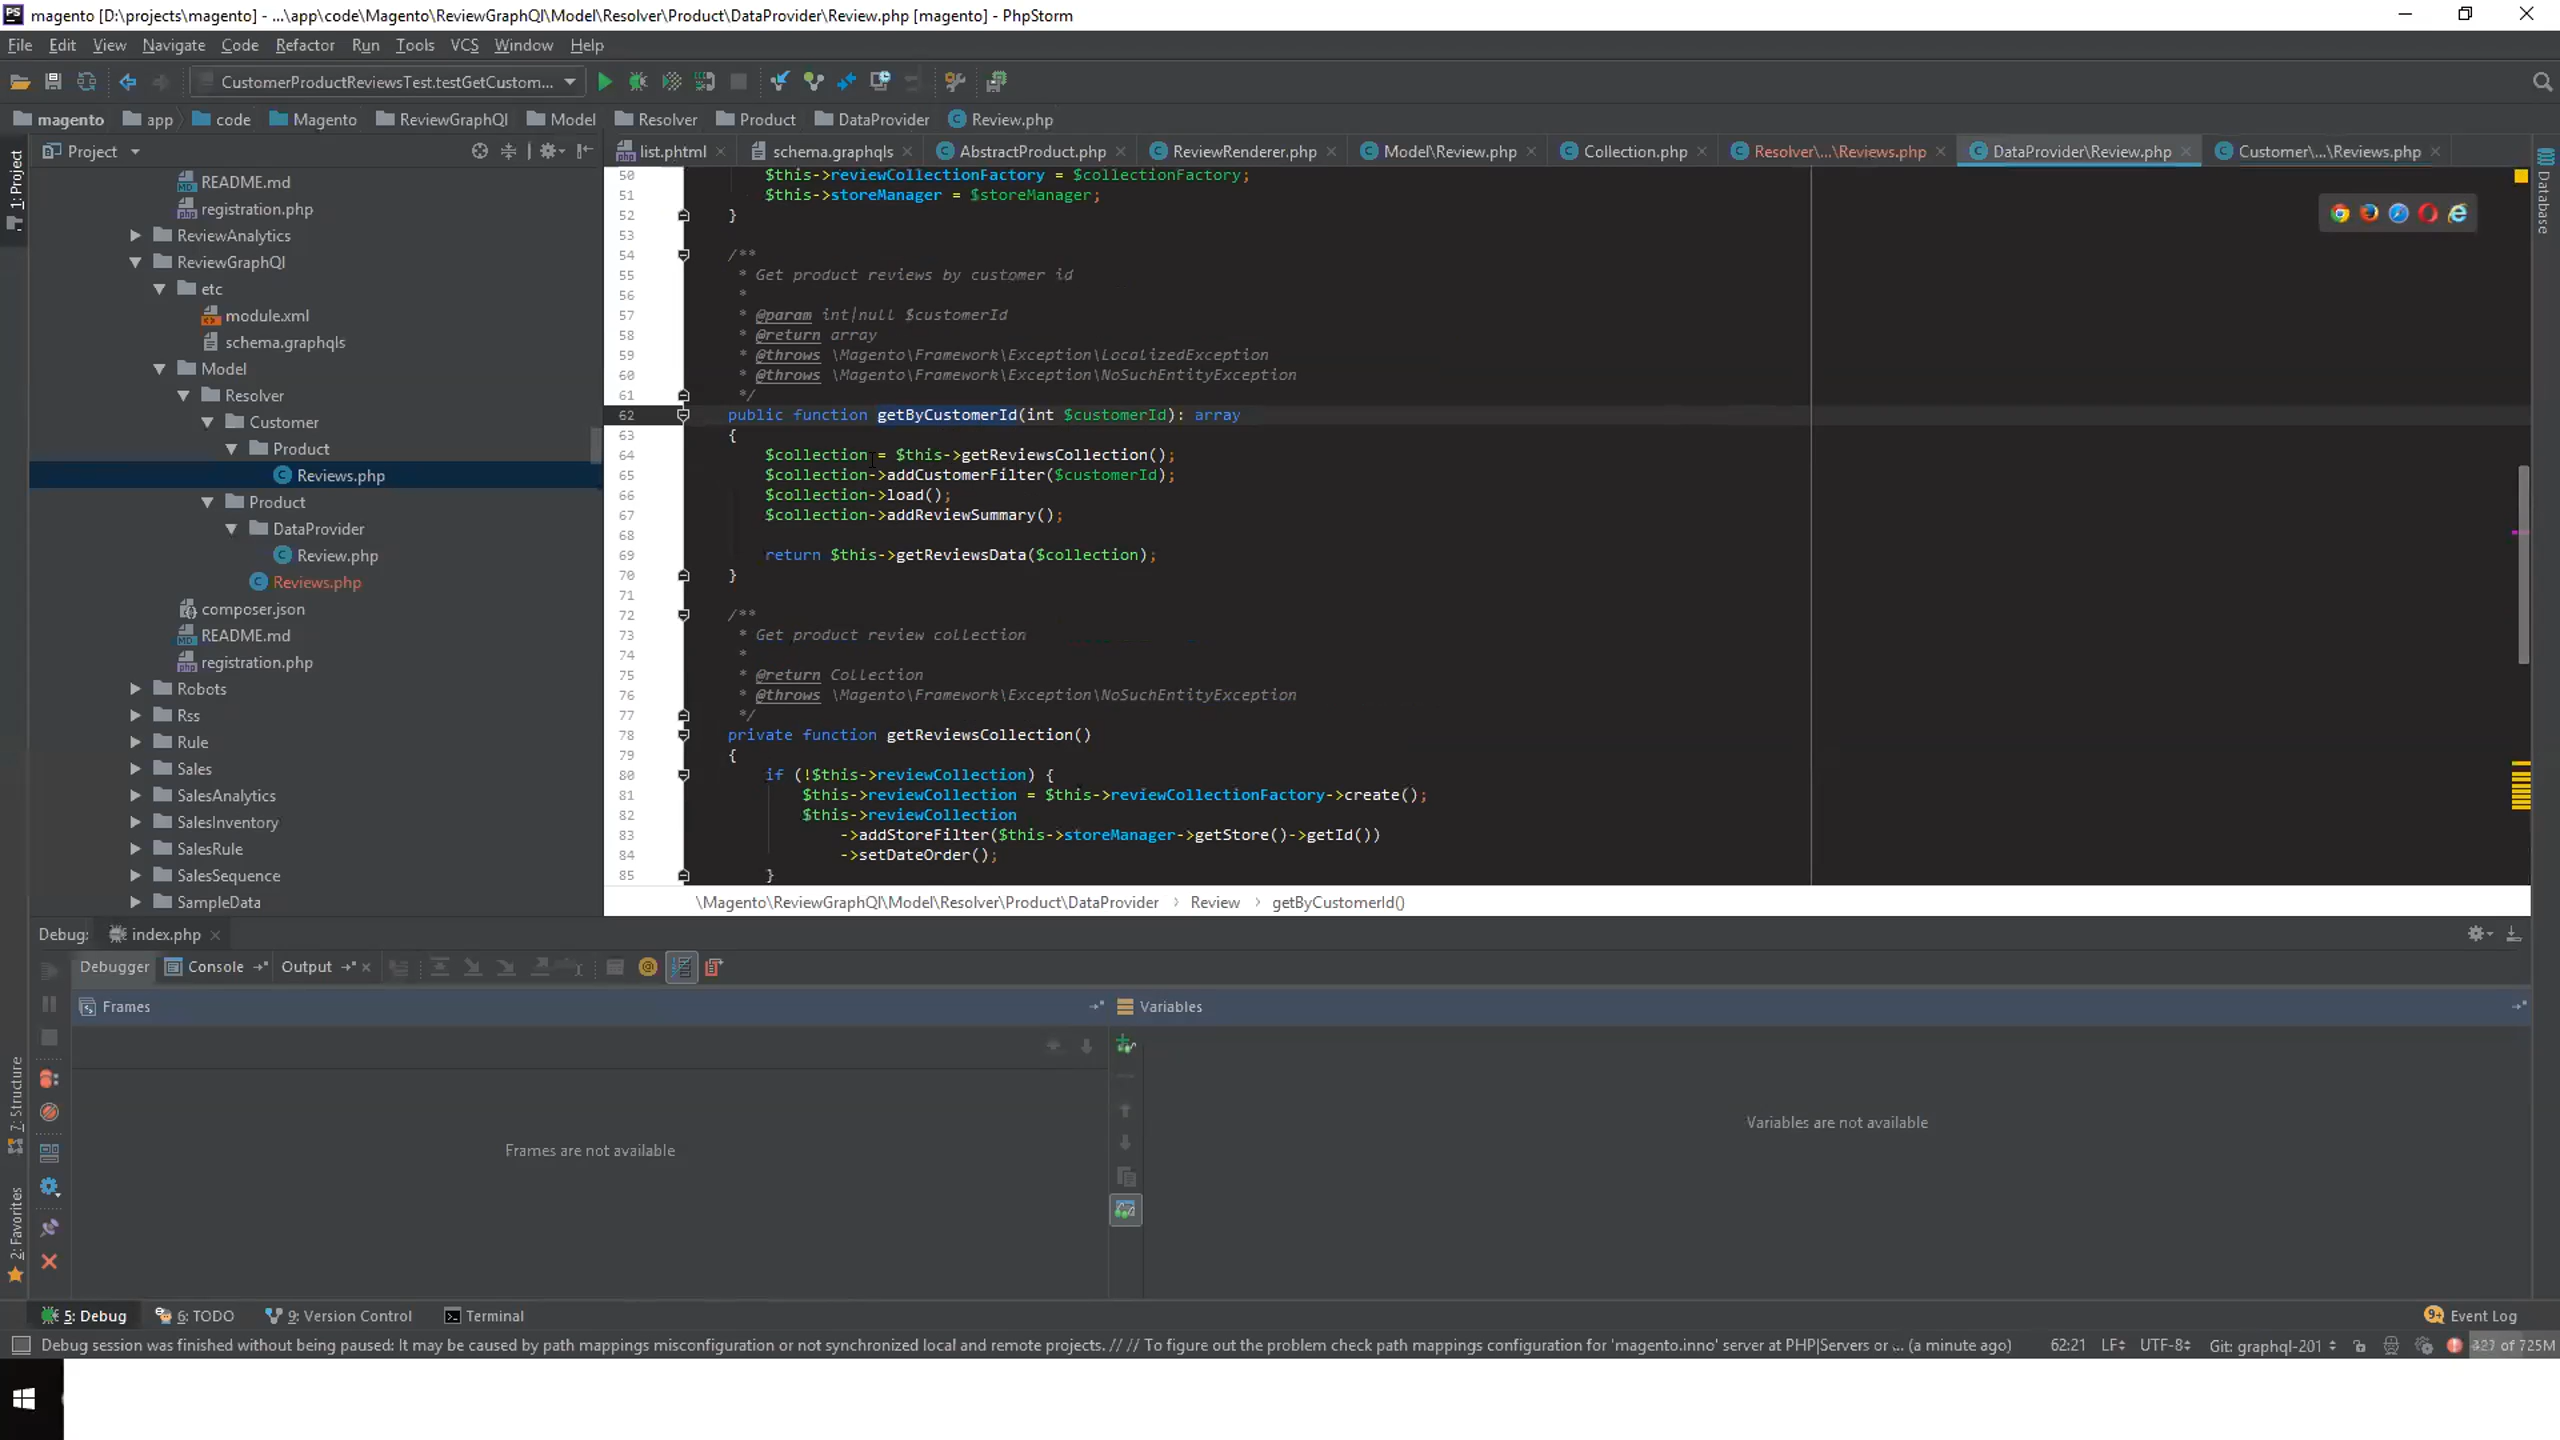 magento [D:\projects\magento] - ...\app\code\Magento\ReviewGraphQl\Model\Resolver\Product\DataProvider\Review.php [magento] - PhpStorm
File Edit View Navigate Code Refactor Run Tools VCS Window Help
CustomerProductReviewsTest.testGetCustom...
magento app code Magento ReviewGraphQl Model Resolver Product DataProvider Review.php
1: Project
Project
list.phtml schema.graphqls AbstractProduct.php ReviewRenderer.php Model\Review.php Collection.php Resolver\...\Reviews.php DataProvider\Review.php Customer\...\Reviews.php
Database
README.md
registration.php
ReviewAnalytics
ReviewGraphQl
etc
module.xml
schema.graphqls
Model
Resolver
Customer
Product
Reviews.php
Product
DataProvider
Review.php
Reviews.php
composer.json
README.md
registration.php
Robots
Rss
Rule
Sales
SalesAnalytics
SalesInventory
SalesRule
SalesSequence
SampleData
50 $this->reviewCollectionFactory = $collectionFactory;
51 $this->storeManager = $storeManager;
52 }
53
54 /**
55 * Get product reviews by customer id
56 *
57 * @param int|null $customerId
58 * @return array
59 * @throws \Magento\Framework\Exception\LocalizedException
60 * @throws \Magento\Framework\Exception\NoSuchEntityException
61 */
62 public function getByCustomerId(int $customerId): array
63 {
64 $collection = $this->getReviewsCollection();
65 $collection->addCustomerFilter($customerId);
66 $collection->load();
67 $collection->addReviewSummary();
68
69 return $this->getReviewsData($collection);
70 }
71
72 /**
73 * Get product review collection
74 *
75 * @return Collection
76 * @throws \Magento\Framework\Exception\NoSuchEntityException
77 */
78 private function getReviewsCollection()
79 {
80 if (!$this->reviewCollection) {
81 $this->reviewCollection = $this->reviewCollectionFactory->create();
82 $this->reviewCollection
83 ->addStoreFilter($this->storeManager->getStore()->getId())
84 ->setDateOrder();
85 }
\Magento\ReviewGraphQl\Model\Resolver\Product\DataProvider › Review › getByCustomerId()
Debug: index.php
Debugger Console Output
Frames
Variables
Frames are not available
Variables are not available
7: Structure
2: Favorites
5: Debug 6: TODO 9: Version Control Terminal
9+ Event Log
Debug session was finished without being paused: It may be caused by path mappings misconfiguration or not synchronized local and remote projects. // // To figure out the problem check path mappings configuration for 'magento.inno' server at PHP|Servers or ... (a minute ago)
62:21 LF UTF-8 Git: graphql-201 427 of 725M